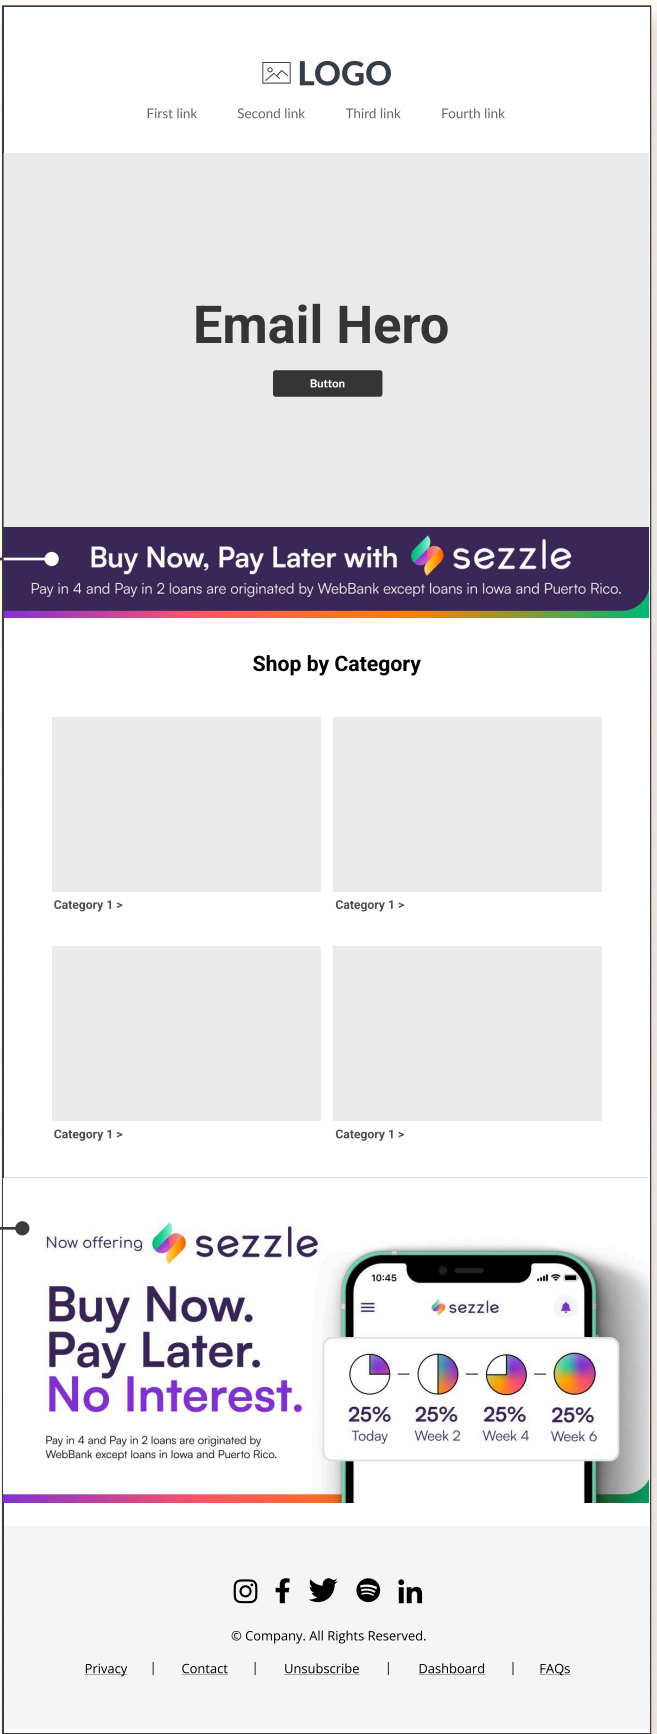 LOGO
First link Second link Third link Fourth link
Email Hero
Button
Buy Now, Pay Later with sezzle
Pay in 4 and Pay in 2 loans are originated by WebBank except loans in Iowa and Puerto Rico.
Shop by Category
Category 1 > Category 1 >
Category 1 > Category 1 >
Now offering sezzle
Buy Now.
Pay Later.
No Interest.
Pay in 4 and Pay in 2 loans are originated by
WebBank except loans in Iowa and Puerto Rico.
10:45
sezzle
25% 25% 25% 25%
Today Week 2 Week 4 Week 6
© Company. All Rights Reserved.
Privacy | Contact | Unsubscribe | Dashboard | FAQs